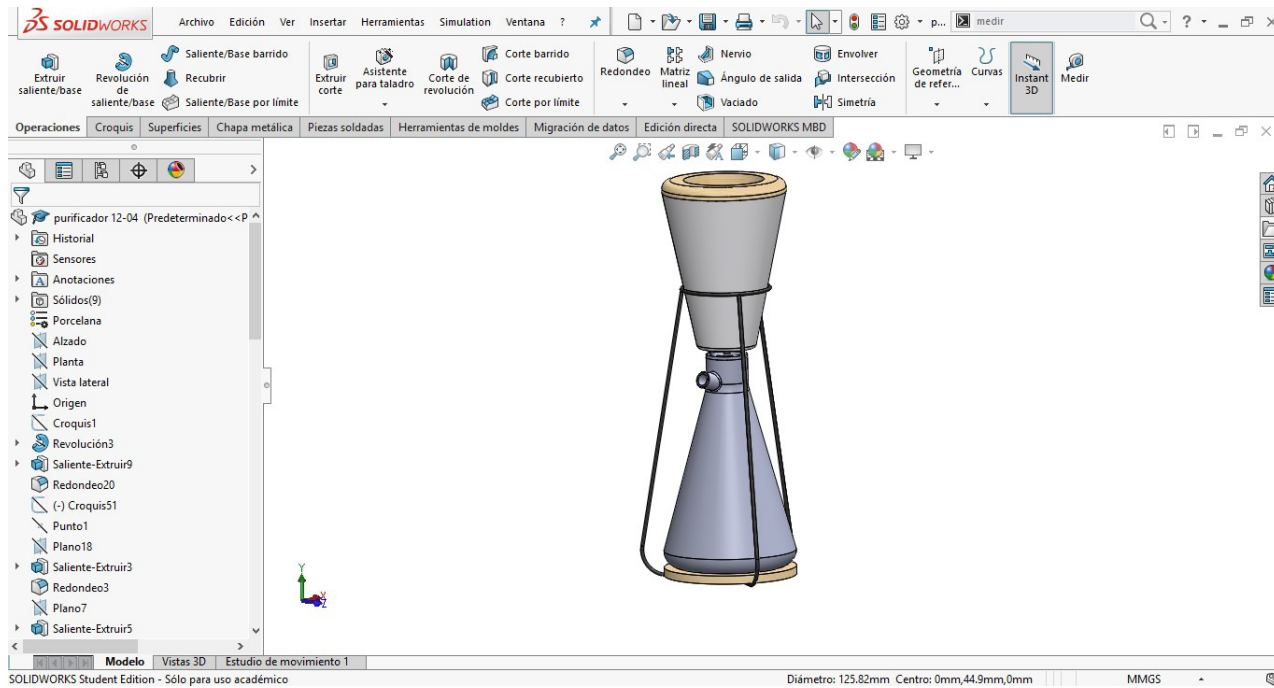 SOLIDWORKS Archivo Edición Ver Insertar Herramientas Simulation Ventana ? p... medir ?
Extruir saliente/base
Revolución de saliente/base
Saliente/Base barrido
Recubrir
Saliente/Base por límite
Extruir corte
Asistente para taladro
Corte de revolución
Corte barrido
Corte recubierto
Corte por límite
Redondeo
Matriz lineal
Nervio
Ángulo de salida
Vaciado
Envolver
Intersección
Simetría
Geometría de refer...
Curvas
Instant 3D
Medir
Operaciones Croquis Superficies Chapa metálica Piezas soldadas Herramientas de moldes Migración de datos Edición directa SOLIDWORKS MBD
purificador 12-04 (Predeterminado<<P
Historial
Sensores
Anotaciones
Sólidos(9)
Porcelana
Alzado
Planta
Vista lateral
Origen
Croquis1
Revolución3
Saliente-Extruir9
Redondeo20
(-) Croquis51
Punto1
Plano18
Saliente-Extruir3
Redondeo3
Plano7
Saliente-Extruir5
Y
X
Z
Modelo Vistas 3D Estudio de movimiento 1
SOLIDWORKS Student Edition - Sólo para uso académico Diámetro: 125.82mm Centro: 0mm,44.9mm,0mm MMGS